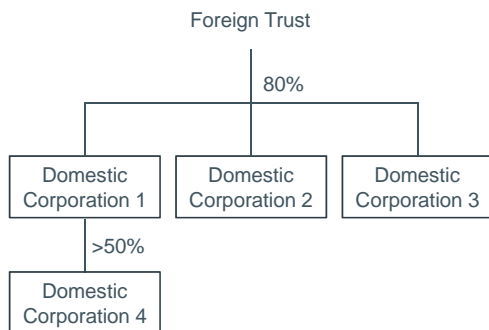 Foreign Trust
80%
Domestic
Corporation 1
Domestic
Corporation 2
Domestic
Corporation 3
>50%
Domestic
Corporation 4